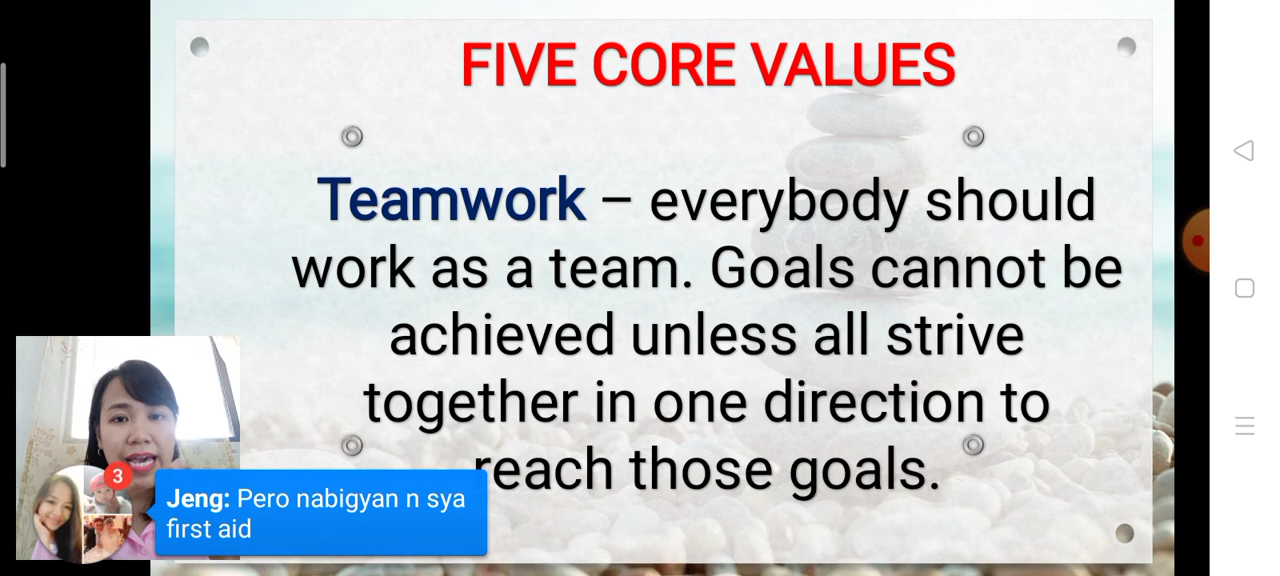 FIVE CORE VALUES
Teamwork – everybody should
work as a team. Goals cannot be
achieved unless all strive
together in one direction to
reach those goals.
3
Jeng: Pero nabigyan n sya
first aid